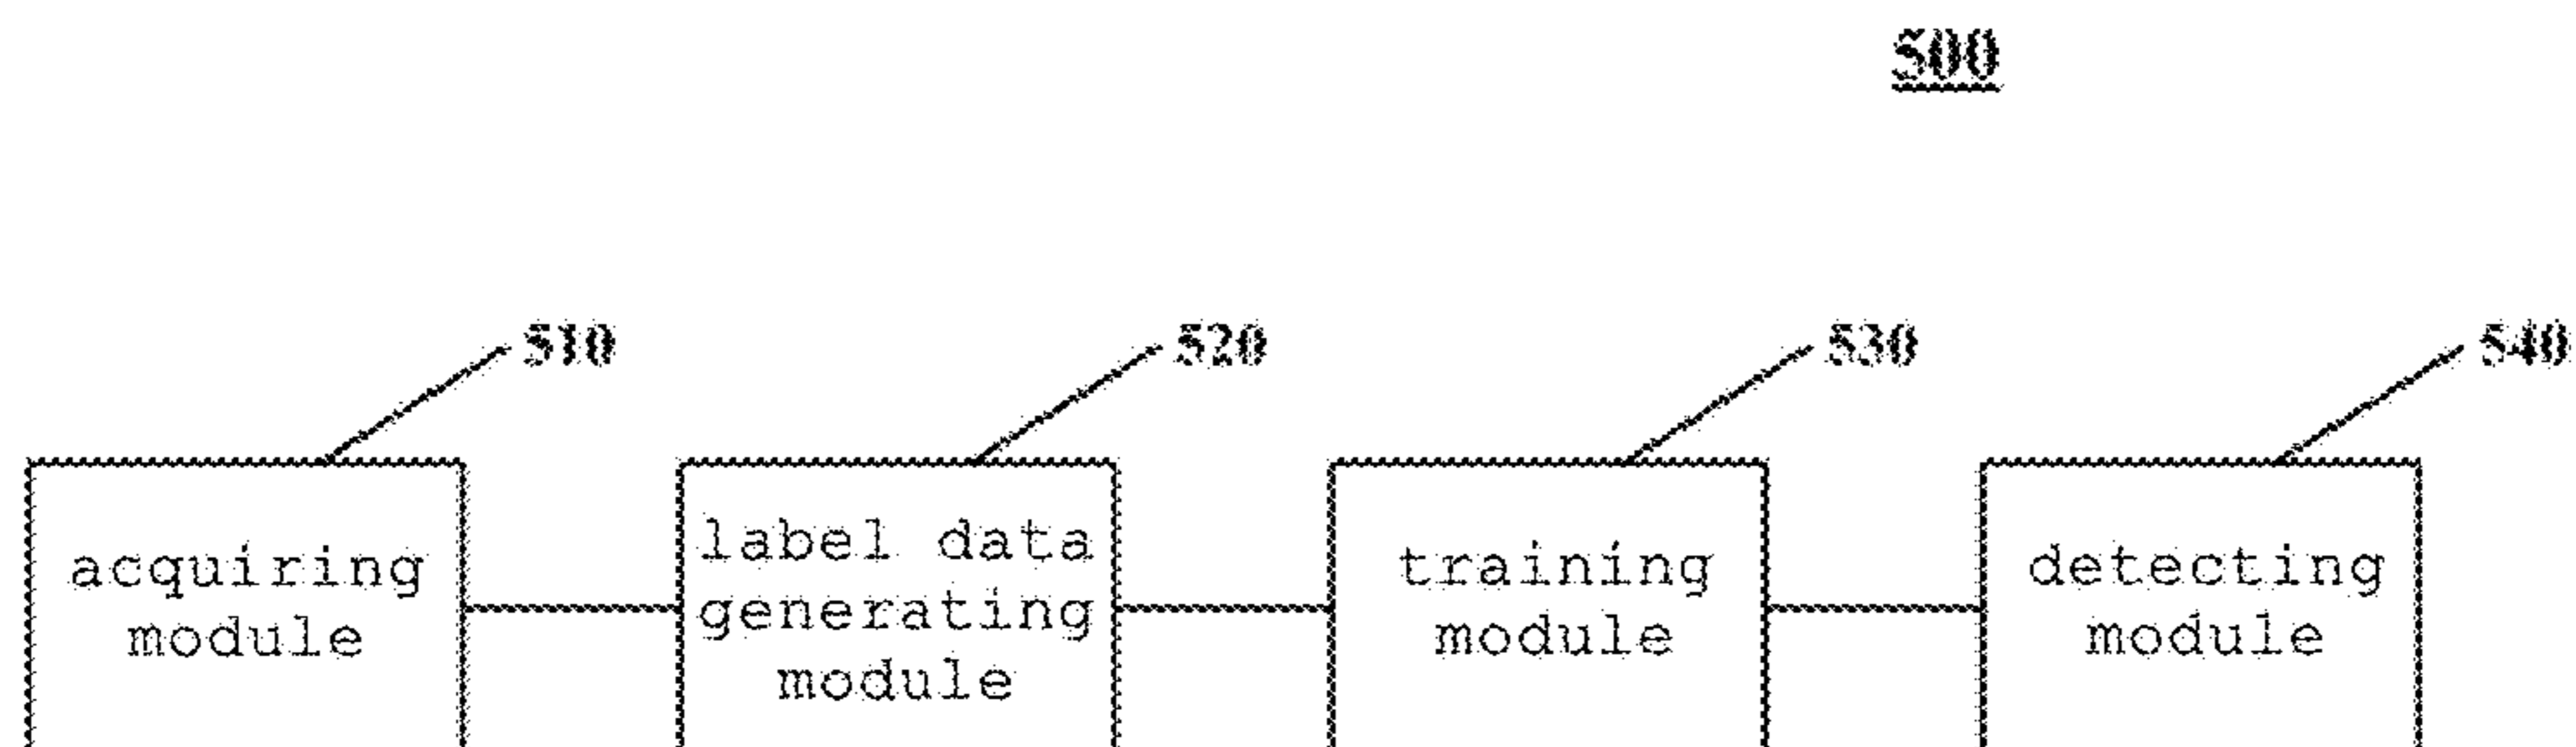 500
510
520
530
540
acquiring
module
label data
generating
module
training
module
detecting
module